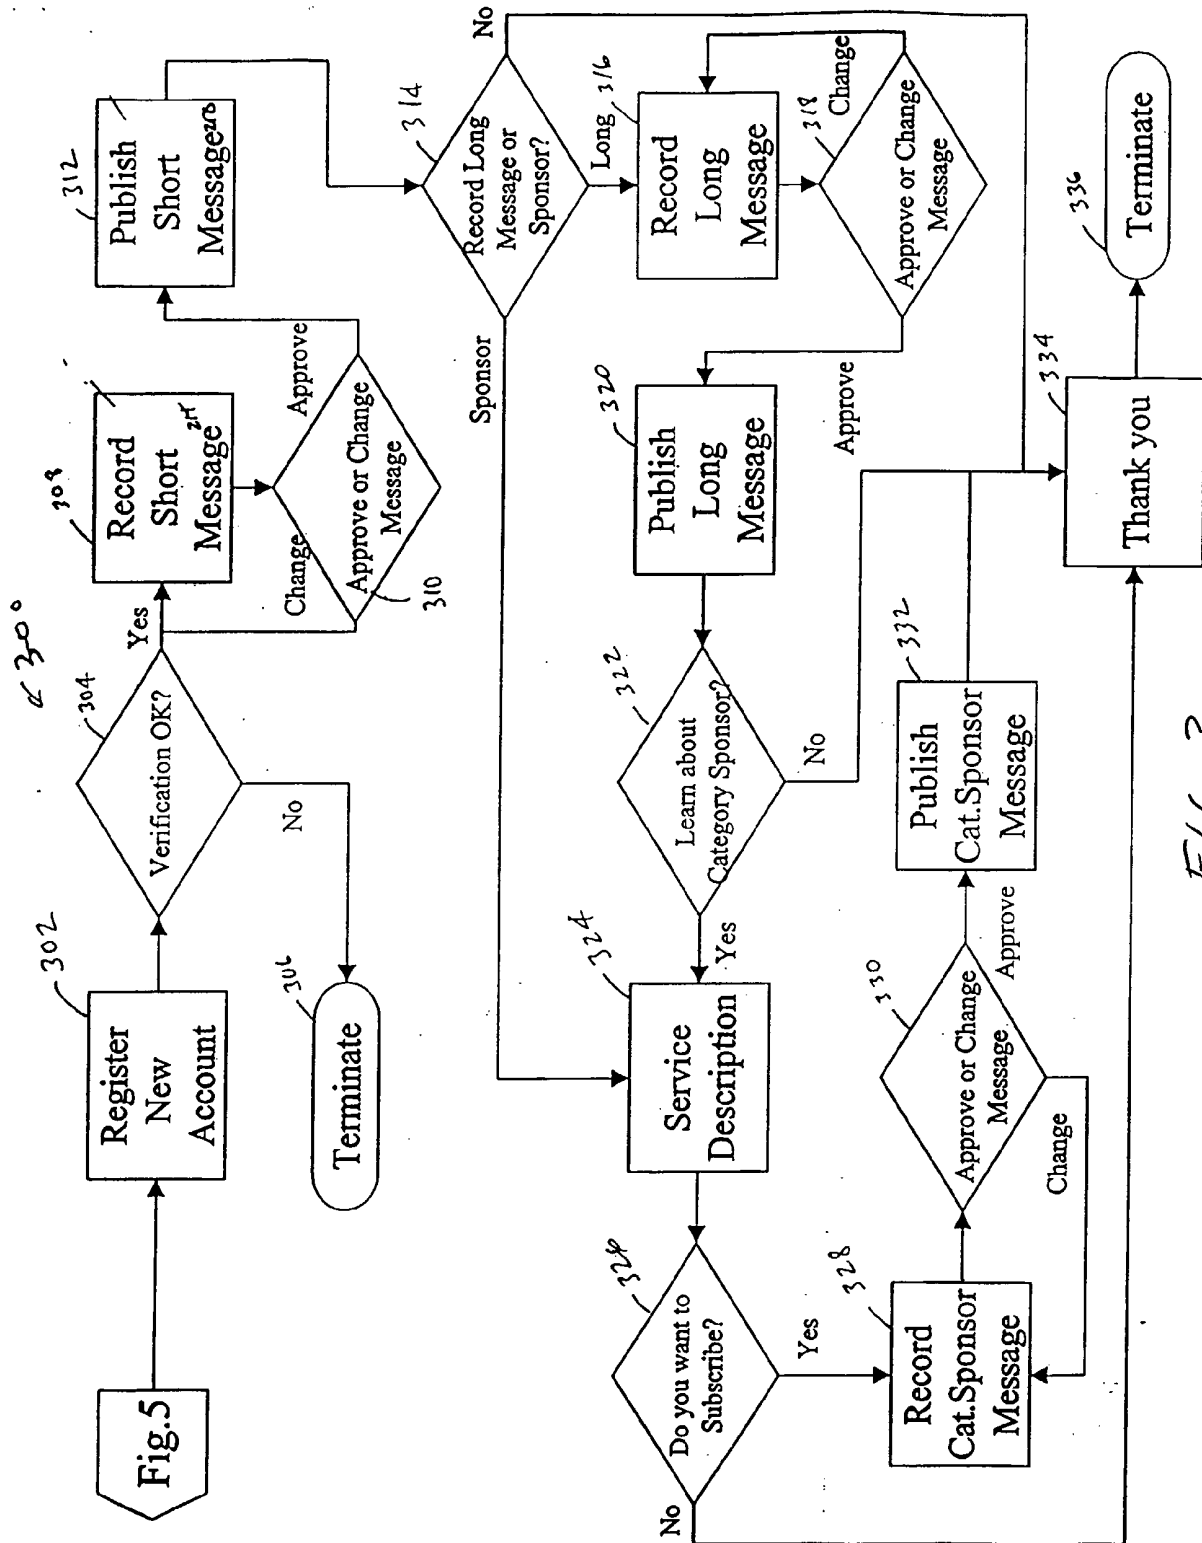 300
Fig.5
302
Register
New
Account
304
Verification OK?
Yes
No
306
Terminate
308
Record
Short
Message
Change
Approve or Change
Message
310
Approve
312
Publish
Short
Message
314
Record Long
Message or
Sponsor?
No
Sponsor
Long
316
Record
Long
Message
318
Change
Approve or Change
Message
Approve
320
Publish
Long
Message
322
Learn about
Category Sponsor?
No
Yes
324
Service
Description
326
Do you want to
Subscribe?
No
Yes
328
Record
Cat.Sponsor
Message
330
Approve or Change
Message
Change
Approve
332
Publish
Cat.Sponsor
Message
334
Thank you
336
Terminate